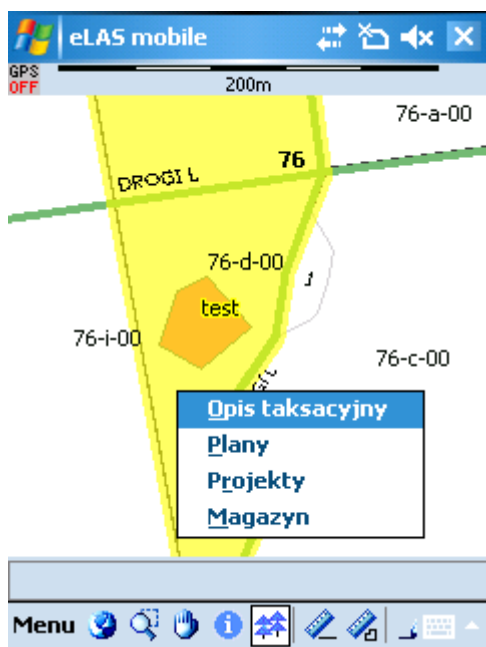 eLAS mobile
GPS
OFF
200m
76-a-00
76
DROGI L
76-d-00
J
test
76-i-00
76-c-00
Opis taksacyjny
Plany
Projekty
Magazyn
Menu